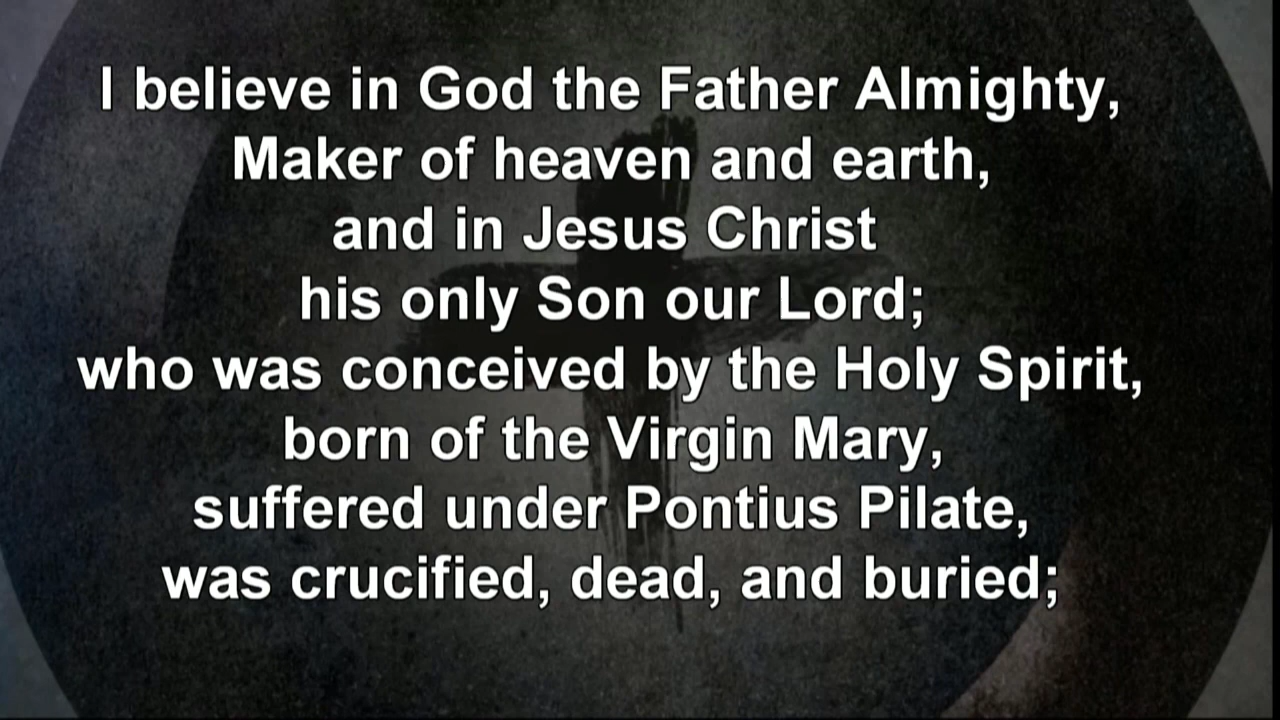 I believe in God the Father Almighty,
Maker of heaven and earth,
and in Jesus Christ
his only Son our Lord;
who was conceived by the Holy Spirit,
born of the Virgin Mary,
suffered under Pontius Pilate,
was crucified, dead, and buried;